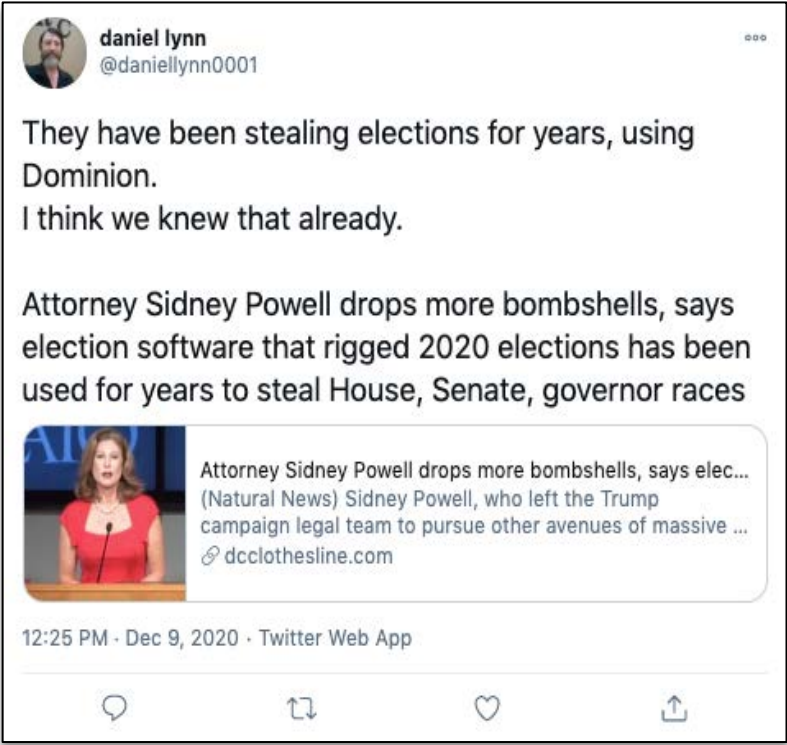 daniel lynn
@daniellynn0001
They have been stealing elections for years, using
Dominion.
I think we knew that already.
Attorney Sidney Powell drops more bombshells, says
election software that rigged 2020 elections has been
used for years to steal House, Senate, governor races
Attorney Sidney Powell drops more bombshells, says elec...
(Natural News) Sidney Powell, who left the Trump
campaign legal team to pursue other avenues of massive ...
dcclothesline.com
12:25 PM · Dec 9, 2020 · Twitter Web App